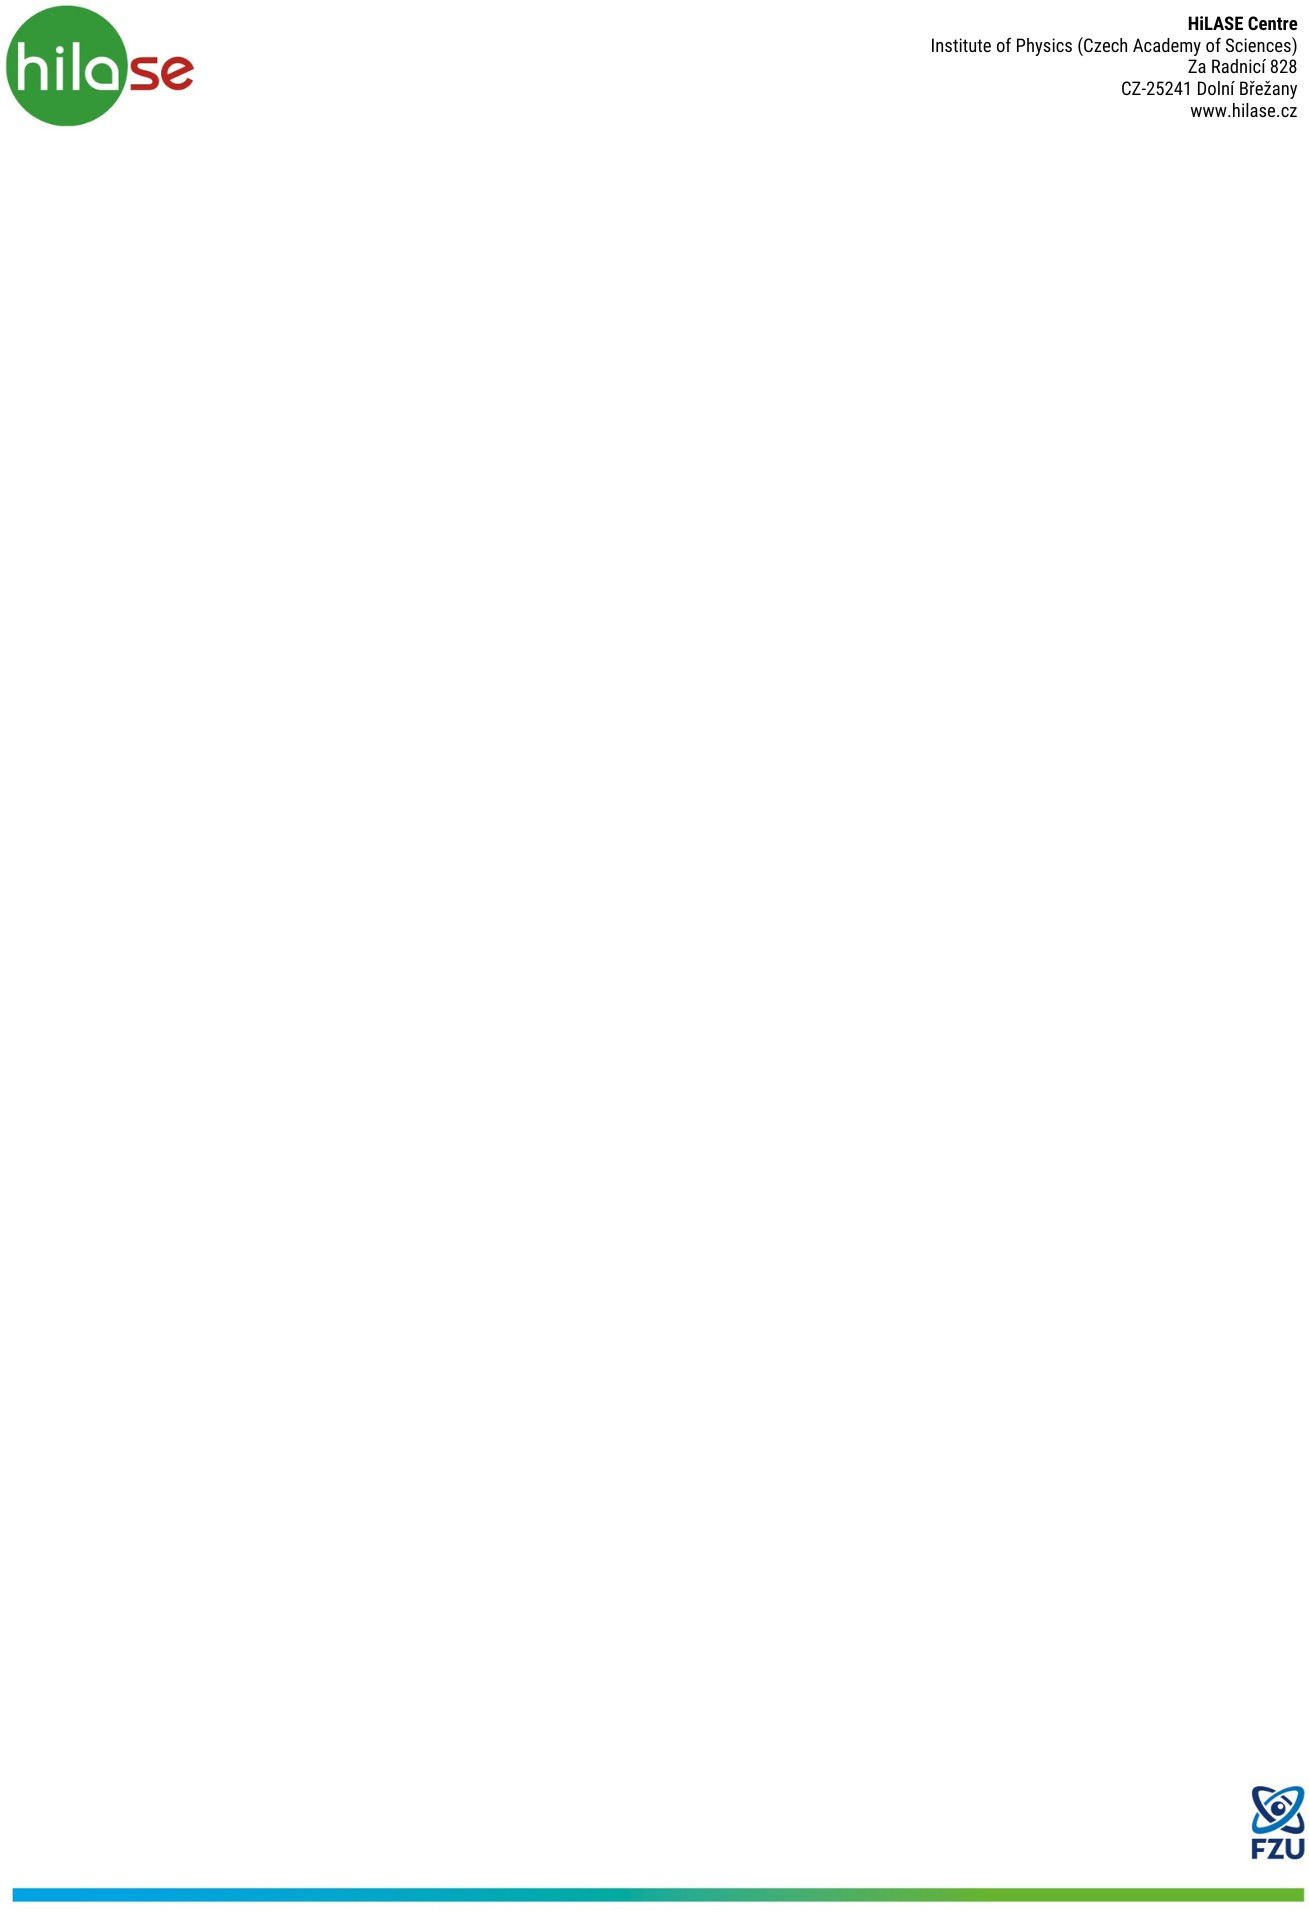 hilase
HiLASE Centre
Institute of Physics (Czech Academy of Sciences)
Za Radnicí 828
CZ-25241 Dolní Břežany
www.hilase.cz
FZU